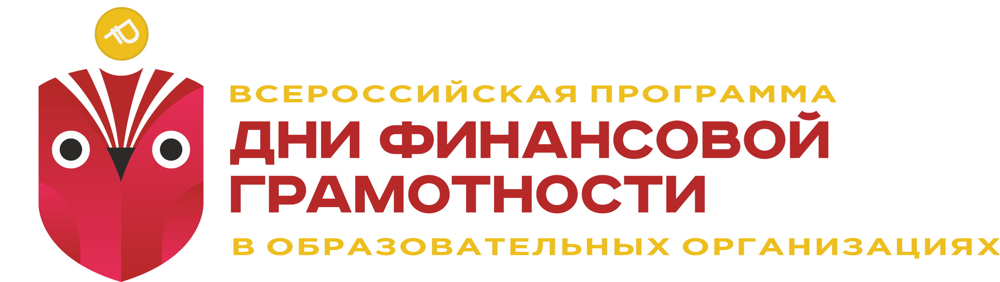 ВСЕРОССИЙСКАЯ ПРОГРАММА
ДНИ ФИНАНСОВОЙ
ГРАМОТНОСТИ
В ОБРАЗОВАТЕЛЬНЫХ ОРГАНИЗАЦИЯХ